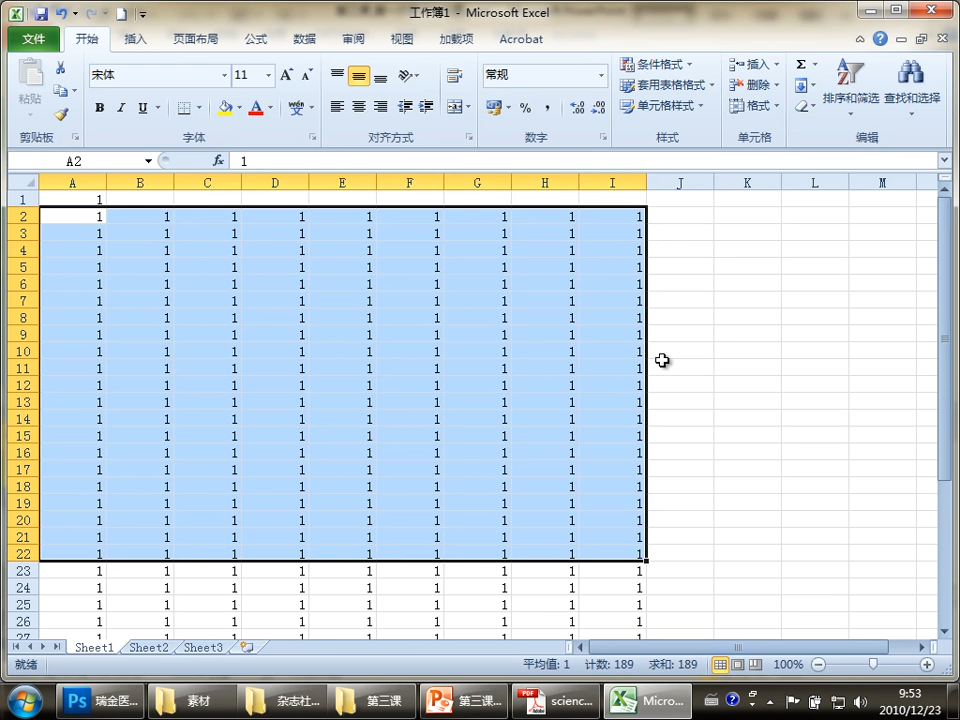 工作簿1 - Microsoft Excel
文件 开始 插入 页面布局 公式 数据 审阅 视图 加载项 Acrobat
宋体 11 常规 条件格式 插入 Σ
粘贴 套用表格格式 删除 排序和筛选 查找和选择
B I U A wén 文 % , 单元格样式 格式
剪贴板 字体 对齐方式 数字 样式 单元格 编辑
A2 fx 1
A B C D E F G H I J K L M
1 1
2 1 1 1 1 1 1 1 1 1
3 1 1 1 1 1 1 1 1 1
4 1 1 1 1 1 1 1 1 1
5 1 1 1 1 1 1 1 1 1
6 1 1 1 1 1 1 1 1 1
7 1 1 1 1 1 1 1 1 1
8 1 1 1 1 1 1 1 1 1
9 1 1 1 1 1 1 1 1 1
10 1 1 1 1 1 1 1 1 1
11 1 1 1 1 1 1 1 1 1
12 1 1 1 1 1 1 1 1 1
13 1 1 1 1 1 1 1 1 1
14 1 1 1 1 1 1 1 1 1
15 1 1 1 1 1 1 1 1 1
16 1 1 1 1 1 1 1 1 1
17 1 1 1 1 1 1 1 1 1
18 1 1 1 1 1 1 1 1 1
19 1 1 1 1 1 1 1 1 1
20 1 1 1 1 1 1 1 1 1
21 1 1 1 1 1 1 1 1 1
22 1 1 1 1 1 1 1 1 1
23 1 1 1 1 1 1 1 1 1
24 1 1 1 1 1 1 1 1 1
25 1 1 1 1 1 1 1 1 1
26 1 1 1 1 1 1 1 1 1
27 1 1 1 1 1 1 1 1 1
Sheet1 Sheet2 Sheet3
就绪 平均值: 1 计数: 189 求和: 189 100%
瑞金医... 素材 杂志社... 第三课 第三课... scienc... Micro... 9:53
2010/12/23